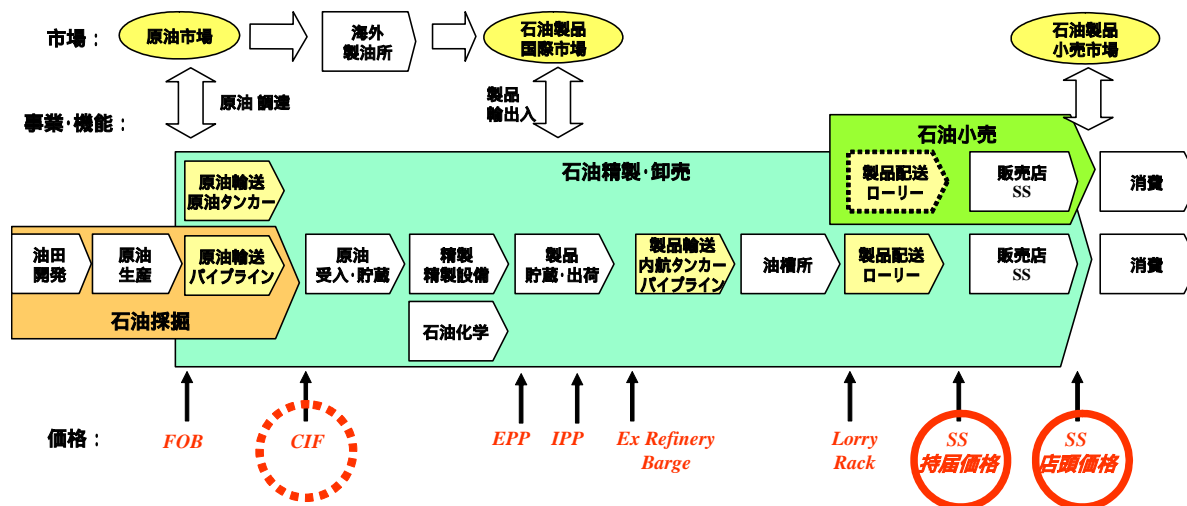 市場：
原油市場
海外
製油所
石油製品
国際市場
石油製品
小売市場
原油 調達
製品
輸出入
事業・機能：
石油小売
石油精製・卸売
原油輸送
原油タンカー
製品配送
ローリー
販売店
SS
消費
油田
開発
原油
生産
原油輸送
パイプライン
原油
受入・貯蔵
精製
精製設備
製品
貯蔵・出荷
製品輸送
内航タンカー
パイプライン
油槽所
製品配送
ローリー
販売店
SS
消費
石油採掘
石油化学
価格：
FOB
CIF
EPP
IPP
Ex Refinery
Barge
Lorry
Rack
SS
持届価格
SS
店頭価格